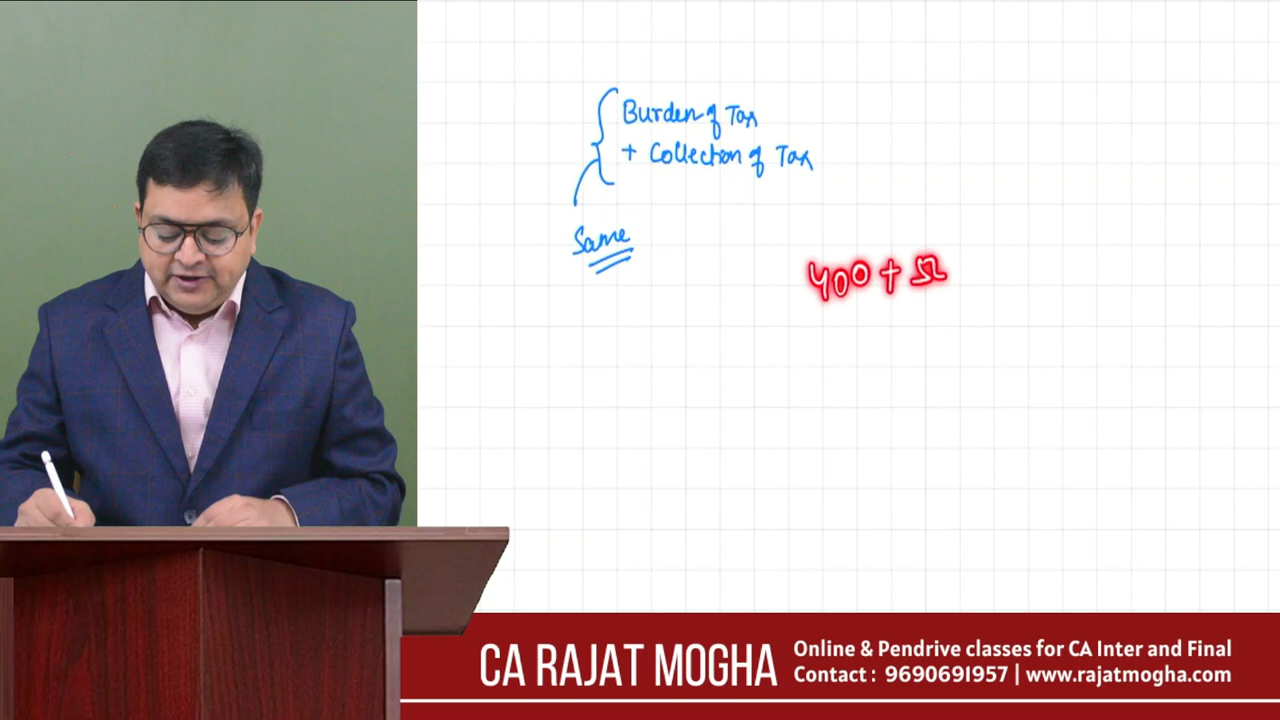 Burden of Tax
+ Collection of Tax
Same
400 + 52
CA RAJAT MOGHA
Online & Pendrive classes for CA Inter and Final
Contact : 9690691957 | www.rajatmogha.com